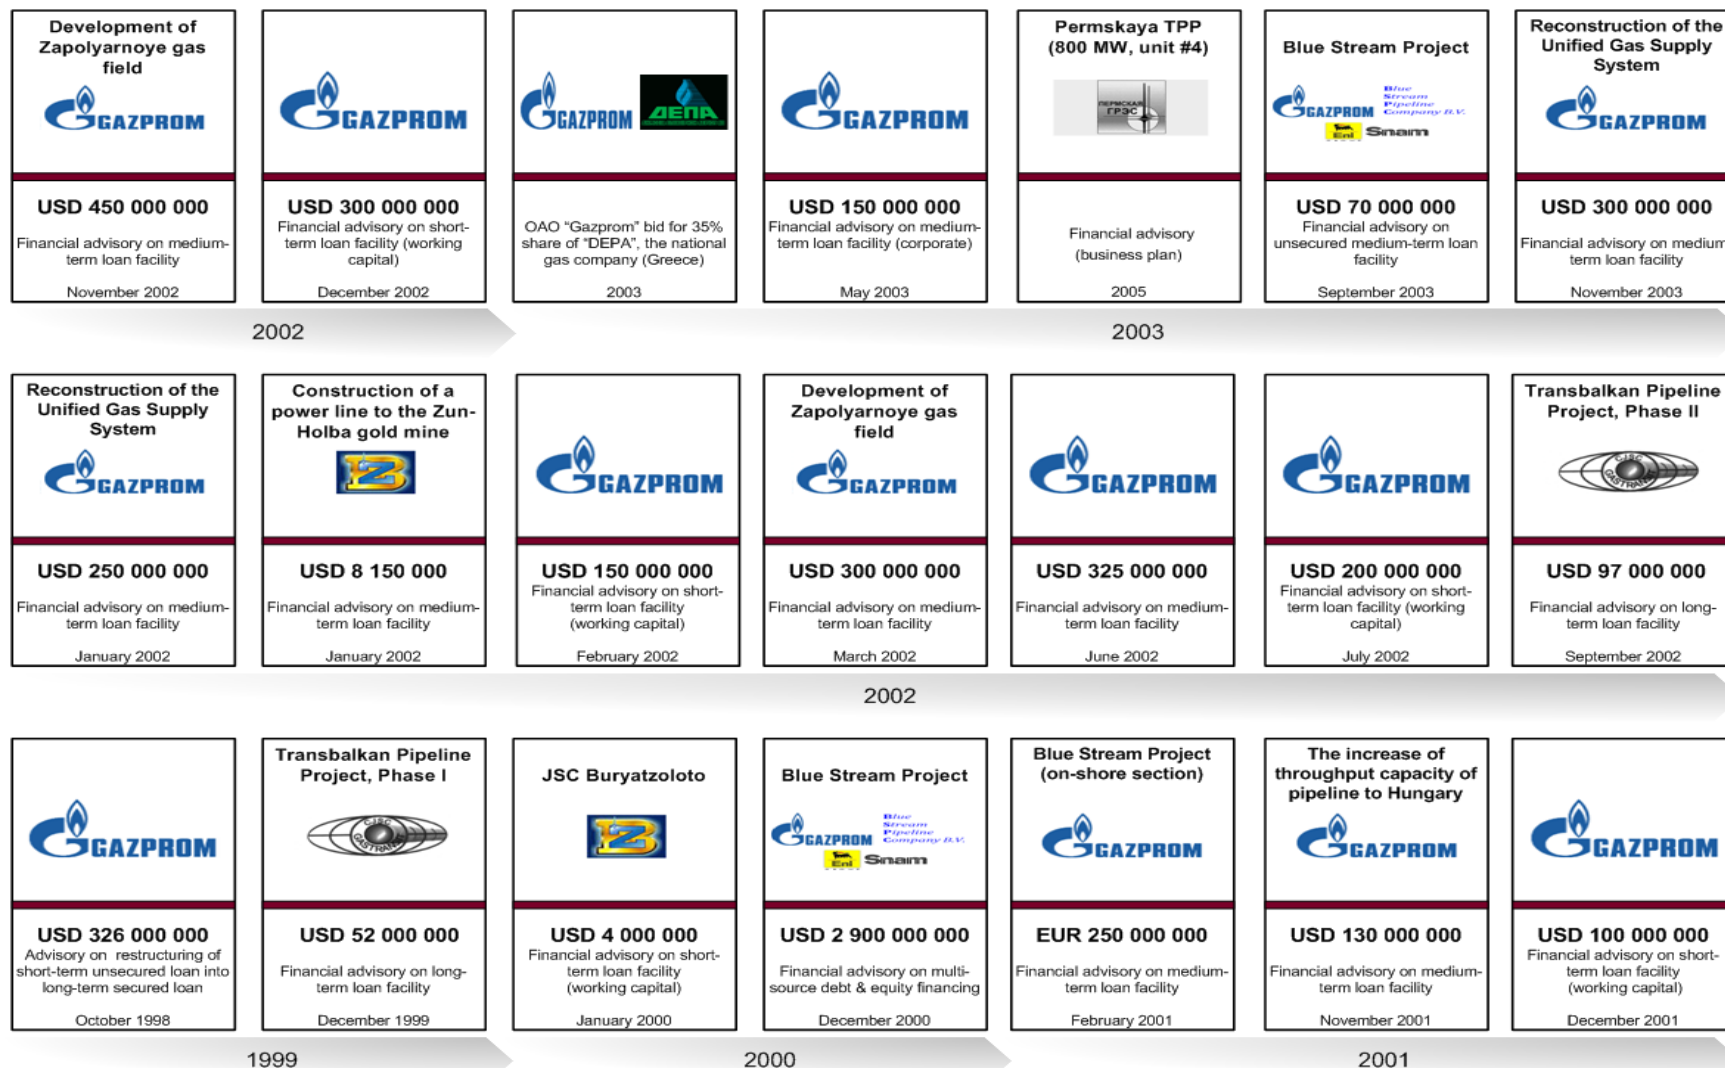 Development of
Zapolyarnoye gas
field
GAZPROM
USD 450 000 000
Financial advisory on medium-
term loan facility
November 2002
GAZPROM
USD 300 000 000
Financial advisory on short-
term loan facility (working
capital)
December 2002
GAZPROM
ΔΕΠΑ
OAO “Gazprom” bid for 35%
share of “DEPA”, the national
gas company (Greece)
2003
GAZPROM
USD 150 000 000
Financial advisory on medium-
term loan facility (corporate)
May 2003
Permskaya TPP
(800 MW, unit #4)
ПЕРМСКАЯ
ГРЭС
Financial advisory
(business plan)
2005
Blue Stream Project
GAZPROM
Blue
Stream
Pipeline
Company B.V.
Eni Snam
USD 70 000 000
Financial advisory on
unsecured medium-term loan
facility
September 2003
Reconstruction of the
Unified Gas Supply
System
GAZPROM
USD 300 000 000
Financial advisory on medium
term loan facility
November 2003
2002
2003
Reconstruction of the
Unified Gas Supply
System
GAZPROM
USD 250 000 000
Financial advisory on medium-
term loan facility
January 2002
Construction of a
power line to the Zun-
Holba gold mine
BZ
USD 8 150 000
Financial advisory on medium-
term loan facility
January 2002
GAZPROM
USD 150 000 000
Financial advisory on short-
term loan facility
(working capital)
February 2002
Development of
Zapolyarnoye gas
field
GAZPROM
USD 300 000 000
Financial advisory on medium-
term loan facility
March 2002
GAZPROM
USD 325 000 000
Financial advisory on medium-
term loan facility
June 2002
GAZPROM
USD 200 000 000
Financial advisory on short-
term loan facility (working
capital)
July 2002
Transbalkan Pipeline
Project, Phase II
CJSC
GASTRANSIT
USD 97 000 000
Financial advisory on long-
term loan facility
September 2002
2002
GAZPROM
USD 326 000 000
Advisory on restructuring of
short-term unsecured loan into
long-term secured loan
October 1998
Transbalkan Pipeline
Project, Phase I
CJSC
GASTRANSIT
USD 52 000 000
Financial advisory on long-
term loan facility
December 1999
JSC Buryatzoloto
BZ
USD 4 000 000
Financial advisory on short-
term loan facility
(working capital)
January 2000
Blue Stream Project
GAZPROM
Blue
Stream
Pipeline
Company B.V.
Eni Snam
USD 2 900 000 000
Financial advisory on multi-
source debt & equity financing
December 2000
Blue Stream Project
(on-shore section)
GAZPROM
EUR 250 000 000
Financial advisory on medium-
term loan facility
February 2001
The increase of
throughput capacity of
pipeline to Hungary
GAZPROM
USD 130 000 000
Financial advisory on medium-
term loan facility
November 2001
GAZPROM
USD 100 000 000
Financial advisory on short-
term loan facility
(working capital)
December 2001
1999
2000
2001